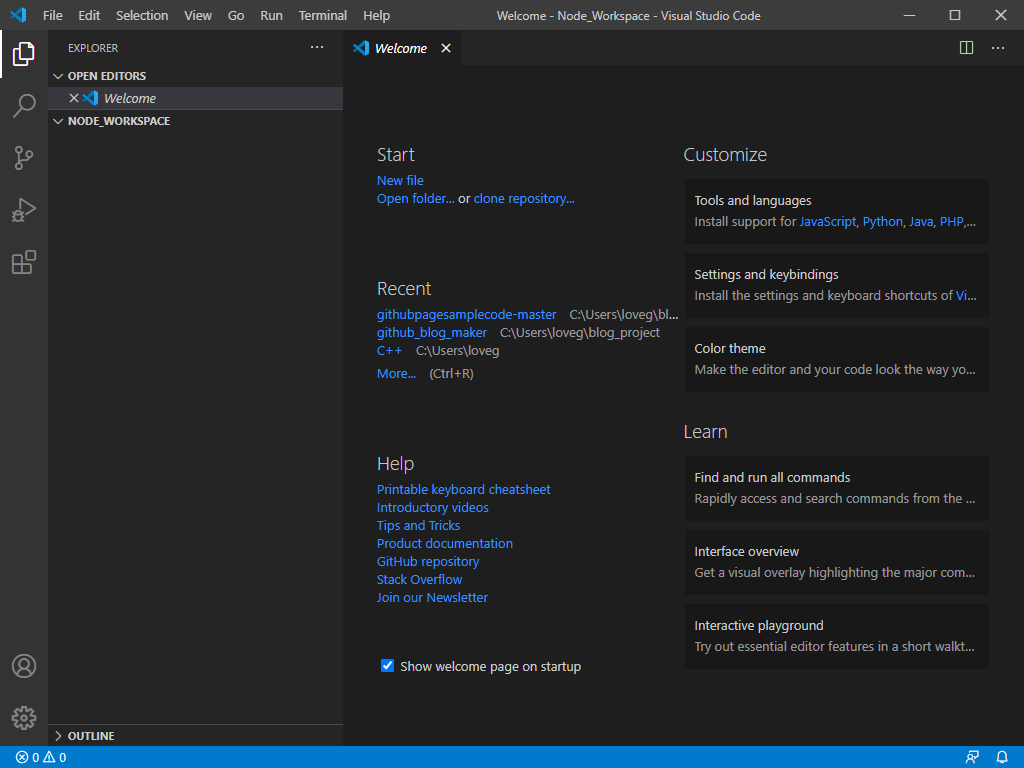 File Edit Selection View Go Run Terminal Help Welcome - Node_Workspace - Visual Studio Code
EXPLORER
OPEN EDITORS
Welcome
NODE_WORKSPACE
OUTLINE
Welcome
Start
New file
Open folder... or clone repository...
Recent
githubpagesamplecode-master C:\Users\loveg\bl...
github_blog_maker C:\Users\loveg\blog_project
C++ C:\Users\loveg
More... (Ctrl+R)
Help
Printable keyboard cheatsheet
Introductory videos
Tips and Tricks
Product documentation
GitHub repository
Stack Overflow
Join our Newsletter
Show welcome page on startup
Customize
Tools and languages
Install support for JavaScript, Python, Java, PHP,...
Settings and keybindings
Install the settings and keyboard shortcuts of Vi...
Color theme
Make the editor and your code look the way yo...
Learn
Find and run all commands
Rapidly access and search commands from the ...
Interface overview
Get a visual overlay highlighting the major com...
Interactive playground
Try out essential editor features in a short walkt...
0 0